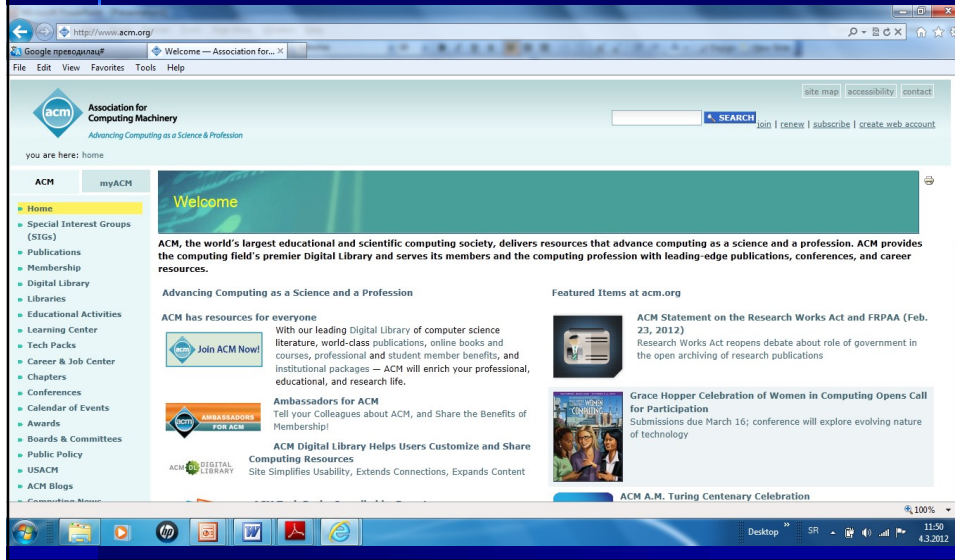 http://www.acm.org/
Google преводилац#
Welcome — Association for...
File Edit View Favorites Tools Help
site map accessibility contact
acm
Association for
Computing Machinery
Advancing Computing as a Science & Profession
SEARCH
join | renew | subscribe | create web account
you are here: home
ACM myACM
Home
Special Interest Groups
(SIGs)
Publications
Membership
Digital Library
Libraries
Educational Activities
Learning Center
Tech Packs
Career & Job Center
Chapters
Conferences
Calendar of Events
Awards
Boards & Committees
Public Policy
USACM
ACM Blogs
Computing News
Welcome
ACM, the world's largest educational and scientific computing society, delivers resources that advance computing as a science and a profession. ACM provides
the computing field's premier Digital Library and serves its members and the computing profession with leading-edge publications, conferences, and career
resources.
Advancing Computing as a Science and a Profession
ACM has resources for everyone
acm Join ACM Now!
With our leading Digital Library of computer science
literature, world-class publications, online books and
courses, professional and student member benefits, and
institutional packages — ACM will enrich your professional,
educational, and research life.
acm AMBASSADORS
FOR ACM
Ambassadors for ACM
Tell your Colleagues about ACM, and Share the Benefits of
Membership!
ACM DL DIGITAL
LIBRARY
ACM Digital Library Helps Users Customize and Share
Computing Resources
Site Simplifies Usability, Extends Connections, Expands Content
Featured Items at acm.org
ACM Statement on the Research Works Act and FRPAA (Feb.
23, 2012)
Research Works Act reopens debate about role of government in
the open archiving of research publications
WOMEN
COMPUTING
Grace Hopper Celebration of Women in Computing Opens Call
for Participation
Submissions due March 16; conference will explore evolving nature
of technology
ACM A.M. Turing Centenary Celebration
100%
Desktop
SR
11:50
4.3.2012